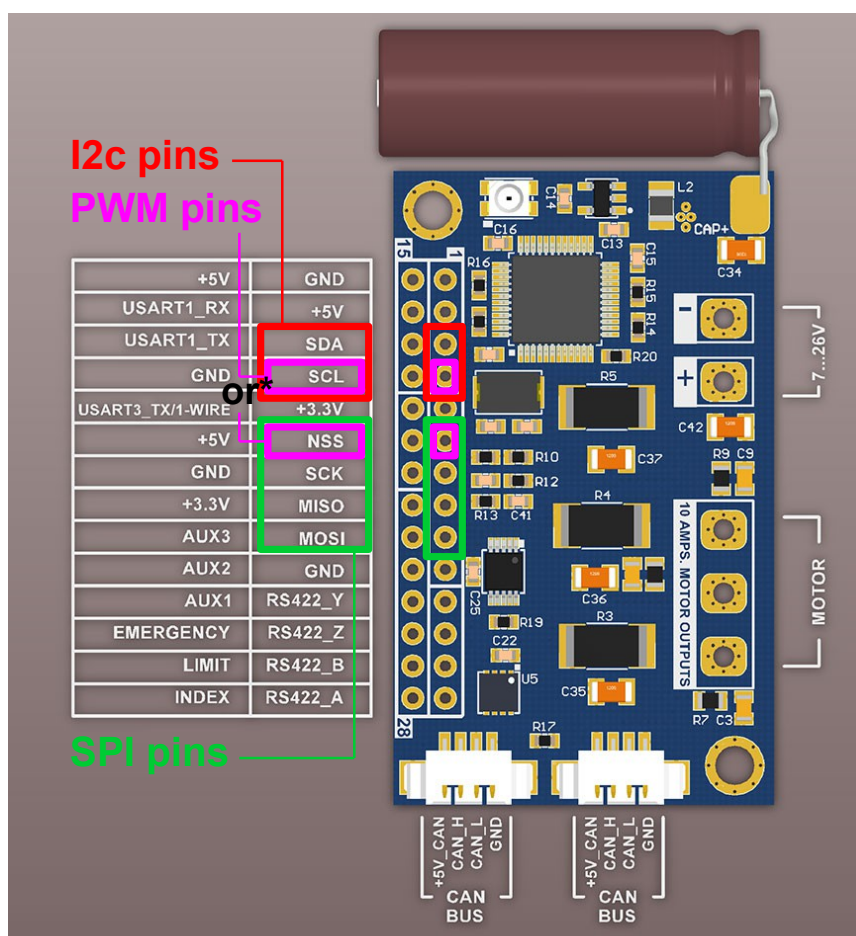 I2c pins
PWM pins
+5V GND
USART1_RX +5V
USART1_TX SDA
GND SCL
or*
USART3_TX/1-WIRE +3.3V
+5V NSS
GND SCK
+3.3V MISO
AUX3 MOSI
AUX2 GND
AUX1 RS422_Y
EMERGENCY RS422_Z
LIMIT RS422_B
INDEX RS422_A
SPI pins
15 1
28
C14
C16
C13
L2
CAP+
C34
C15
R16
R15
R14
R20
R5
-
+
7...26V
C42
R10
R12
R13 C41
C37
R9 C9
R4
10 AMPS. MOTOR OUTPUTS
MOTOR
C25
C36
R19
R3
C22
U5
C35
R7 C3
R17
+5V_CAN
CAN_H
CAN_L
GND
CAN
BUS
+5V_CAN
CAN_H
CAN_L
GND
CAN
BUS